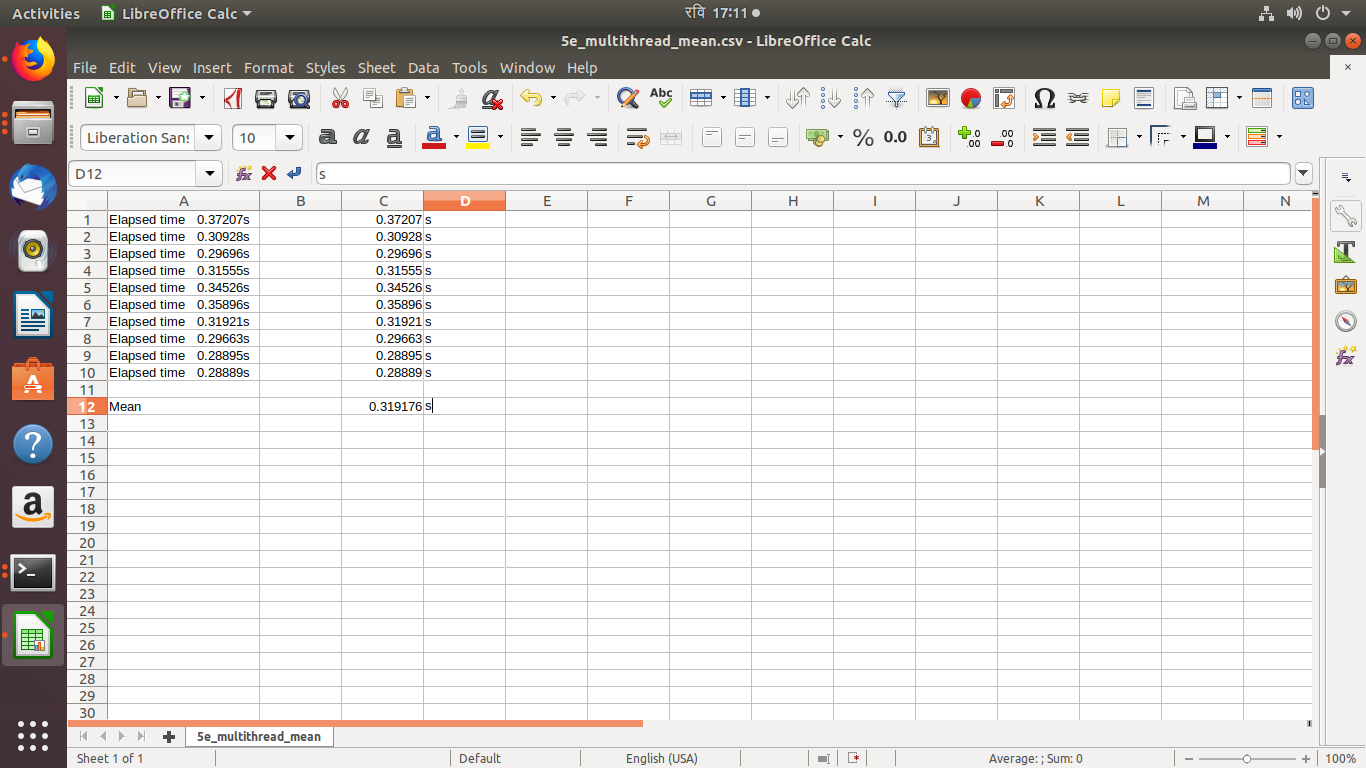 Activities LibreOffice Calc रवि 17:11
5e_multithread_mean.csv - LibreOffice Calc
File Edit View Insert Format Styles Sheet Data Tools Window Help
Abc
Liberation Sans 10 a a a a % 0.0
D12 s
A B C D E F G H I J K L M N
1 Elapsed time 0.37207s 0.37207 s
2 Elapsed time 0.30928s 0.30928 s
3 Elapsed time 0.29696s 0.29696 s
4 Elapsed time 0.31555s 0.31555 s
5 Elapsed time 0.34526s 0.34526 s
6 Elapsed time 0.35896s 0.35896 s
7 Elapsed time 0.31921s 0.31921 s
8 Elapsed time 0.29663s 0.29663 s
9 Elapsed time 0.28895s 0.28895 s
10 Elapsed time 0.28889s 0.28889 s
11
12 Mean 0.319176 s
13
14
15
16
17
18
19
20
21
22
23
24
25
26
27
28
29
30
5e_multithread_mean
Sheet 1 of 1 Default English (USA) Average: ; Sum: 0 100%